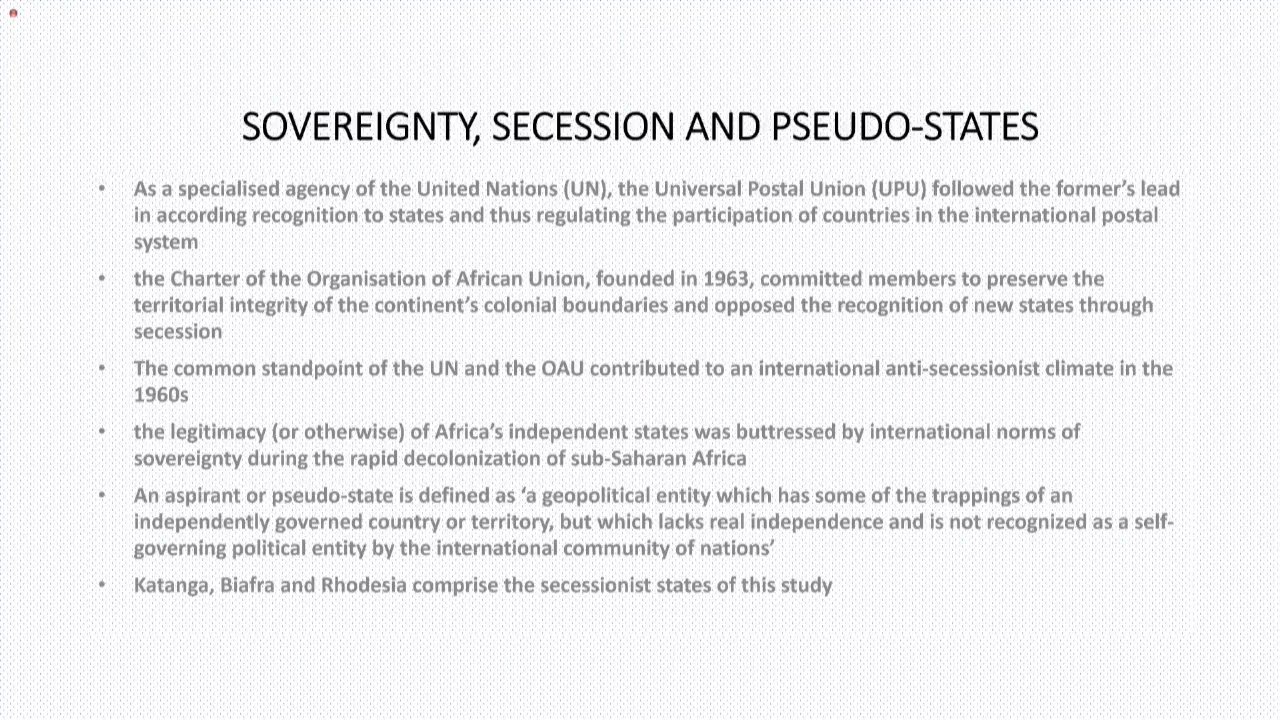 SOVEREIGNTY, SECESSION AND PSEUDO-STATES
• As a specialised agency of the United Nations (UN), the Universal Postal Union (UPU) followed the former’s lead
in according recognition to states and thus regulating the participation of countries in the international postal
system
• the Charter of the Organisation of African Union, founded in 1963, committed members to preserve the
territorial integrity of the continent’s colonial boundaries and opposed the recognition of new states through
secession
• The common standpoint of the UN and the OAU contributed to an international anti-secessionist climate in the
1960s
• the legitimacy (or otherwise) of Africa’s independent states was buttressed by international norms of
sovereignty during the rapid decolonization of sub-Saharan Africa
• An aspirant or pseudo-state is defined as ‘a geopolitical entity which has some of the trappings of an
independently governed country or territory, but which lacks real independence and is not recognized as a self-
governing political entity by the international community of nations’
• Katanga, Biafra and Rhodesia comprise the secessionist states of this study